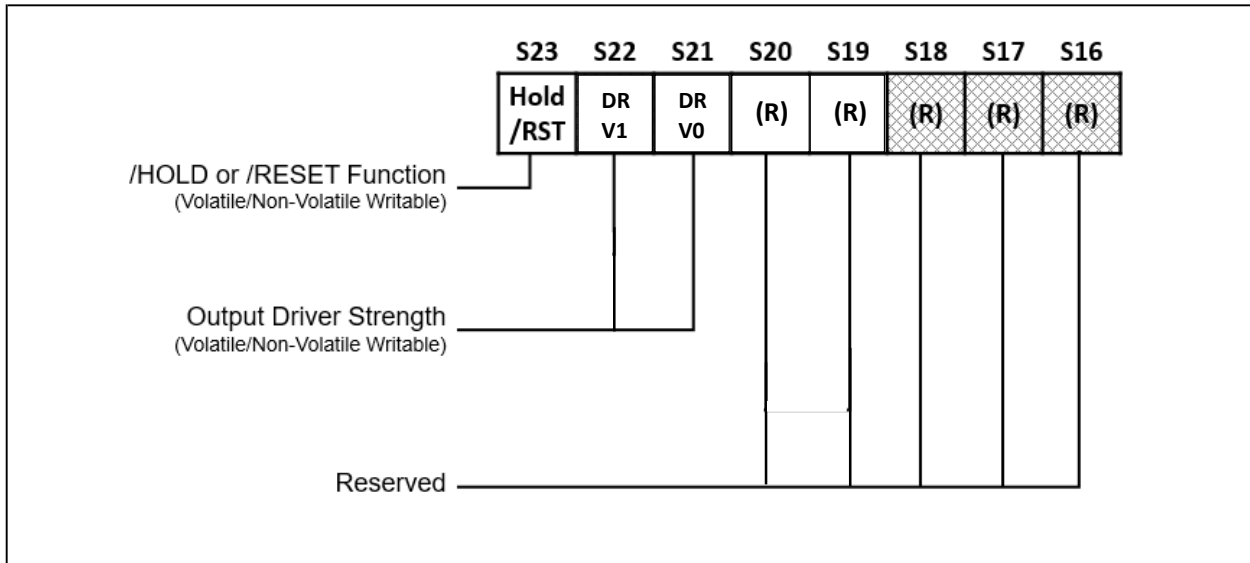 S23 S22 S21 S20 S19 S18 S17 S16
Hold DR DR (R) (R) (R) (R) (R)
/RST V1 V0
/HOLD or /RESET Function
(Volatile/Non-Volatile Writable)
Output Driver Strength
(Volatile/Non-Volatile Writable)
Reserved